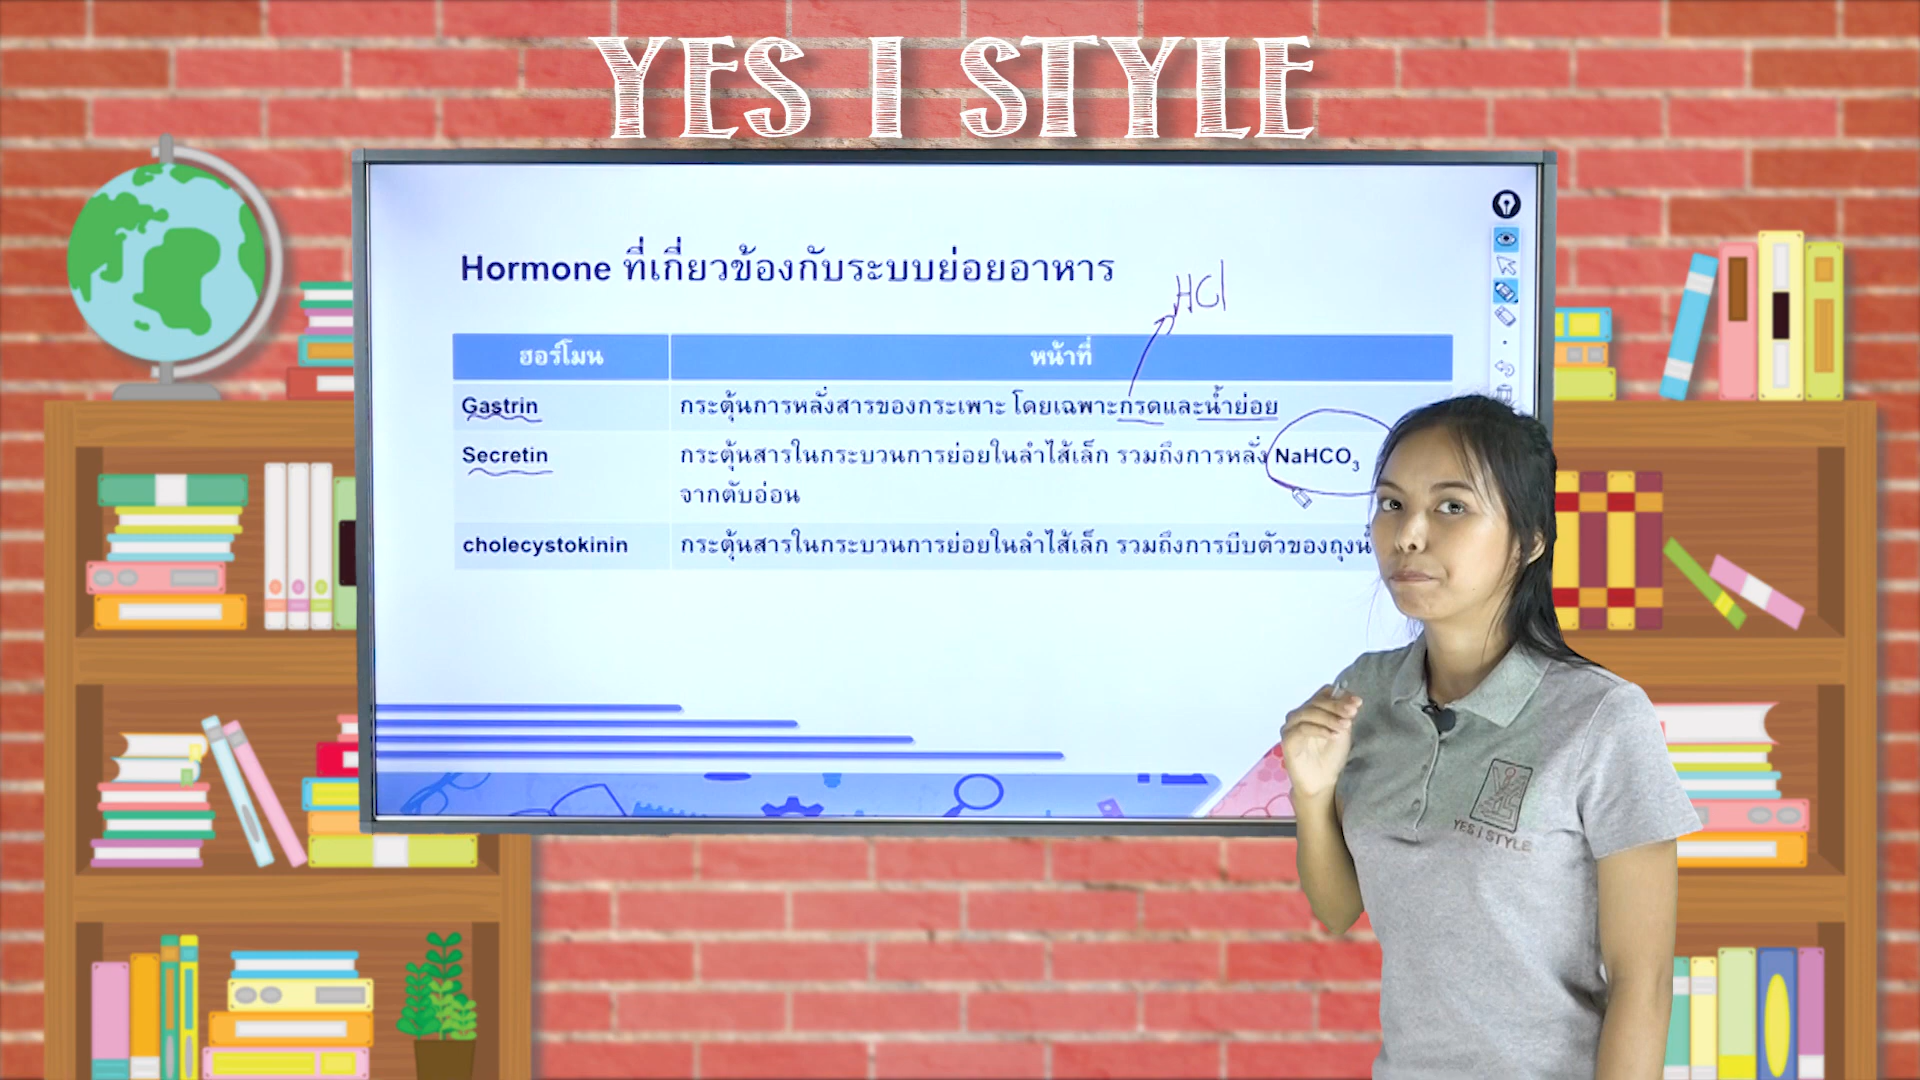 YES I STYLE
Hormone ที่เกี่ยวข้องกับระบบย่อยอาหาร
HCl
ฮอร์โมน หน้าที่
Gastrin กระตุ้นการหลั่งสารของกระเพาะ โดยเฉพาะกรดและน้ำย่อย
Secretin กระตุ้นสารในกระบวนการย่อยในลำไส้เล็ก รวมถึงการหลั่ง NaHCO₃
จากตับอ่อน
cholecystokinin กระตุ้นสารในกระบวนการย่อยในลำไส้เล็ก รวมถึงการบีบตัวของถุง
YES I STYLE